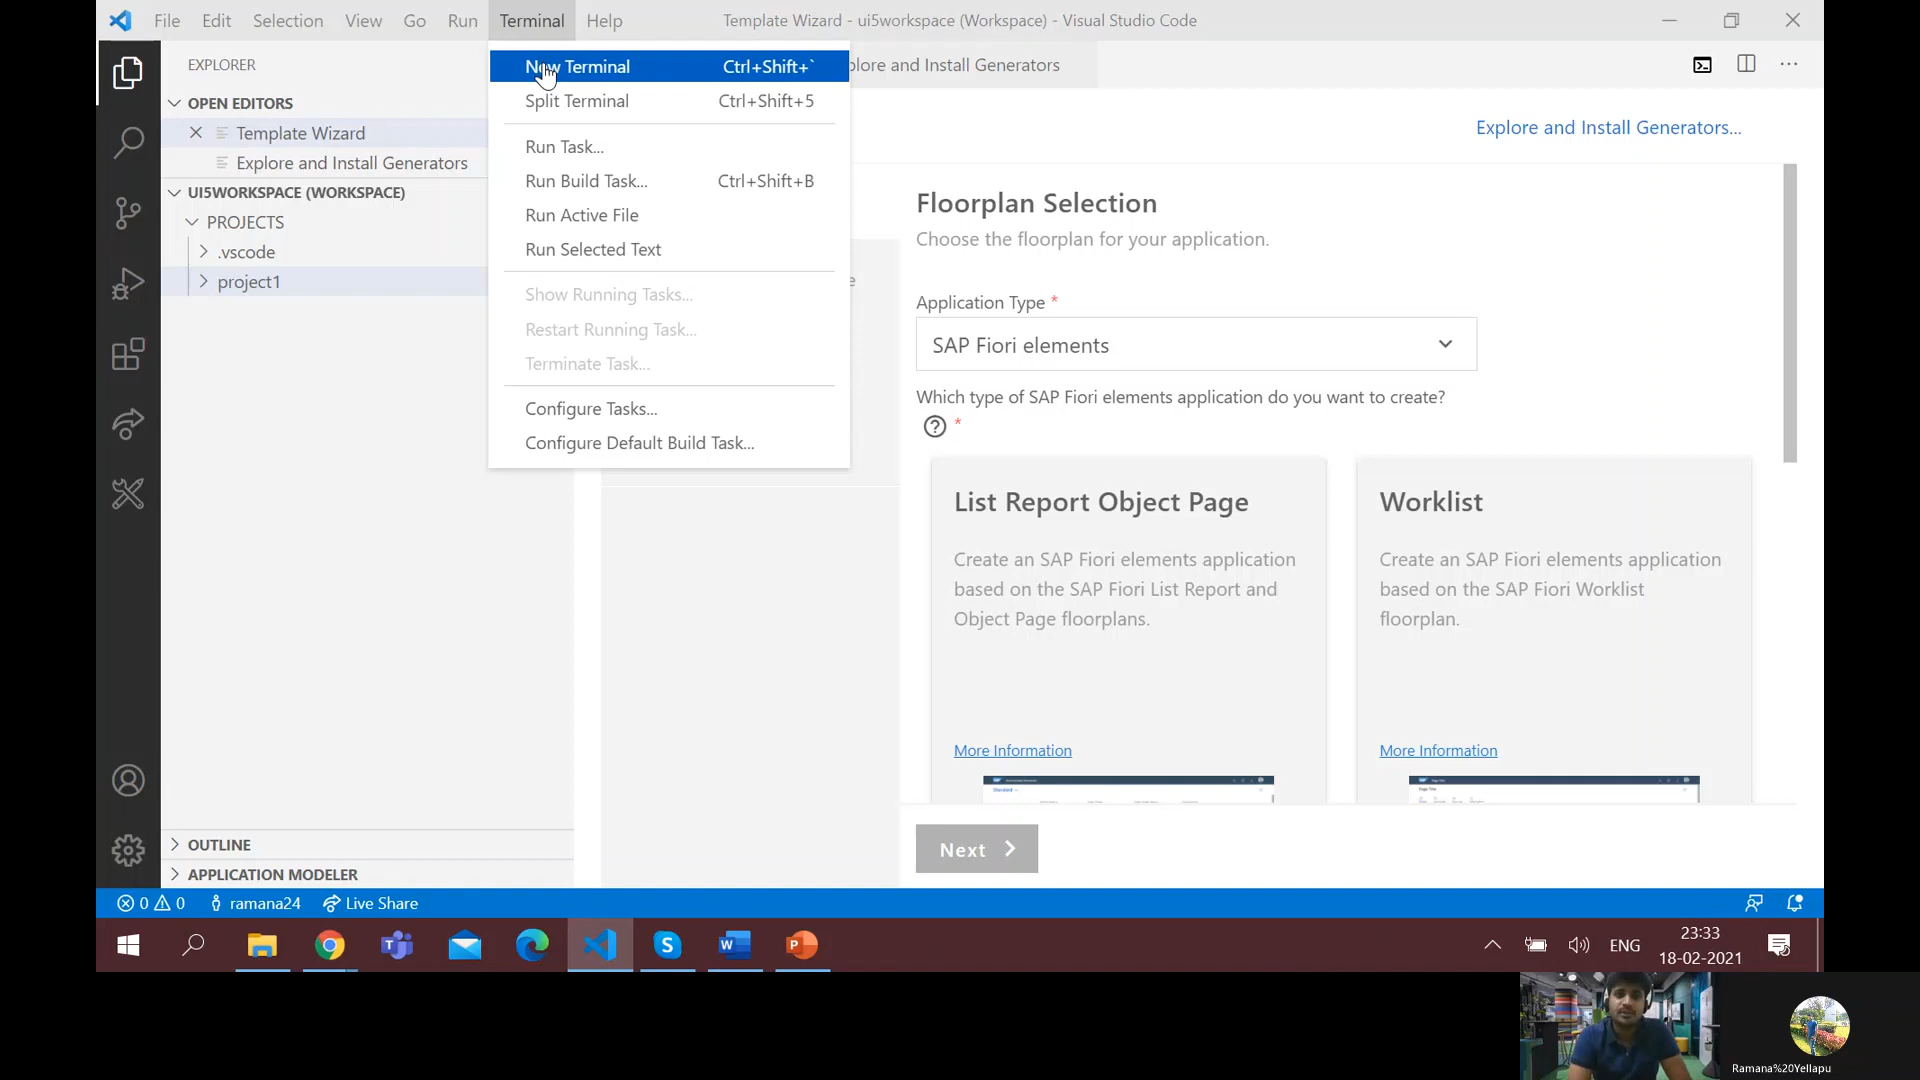 File Edit Selection View Go Run Terminal Help Template Wizard - ui5workspace (Workspace) - Visual Studio Code
EXPLORER
OPEN EDITORS
Template Wizard
Explore and Install Generators
UI5WORKSPACE (WORKSPACE)
PROJECTS
.vscode
project1
OUTLINE
APPLICATION MODELER
New Terminal Ctrl+Shift+`
Split Terminal Ctrl+Shift+5
Run Task...
Run Build Task... Ctrl+Shift+B
Run Active File
Run Selected Text
Show Running Tasks...
Restart Running Task...
Terminate Task...
Configure Tasks...
Configure Default Build Task...
plore and Install Generators
Explore and Install Generators...
Floorplan Selection
Choose the floorplan for your application.
Application Type *
SAP Fiori elements
Which type of SAP Fiori elements application do you want to create?
? *
List Report Object Page
Create an SAP Fiori elements application
based on the SAP Fiori List Report and
Object Page floorplans.
More Information
Worklist
Create an SAP Fiori elements application
based on the SAP Fiori Worklist
floorplan.
More Information
Next
0 0 ramana24 Live Share
ENG
23:33
18-02-2021
Ramana%20Yellapu